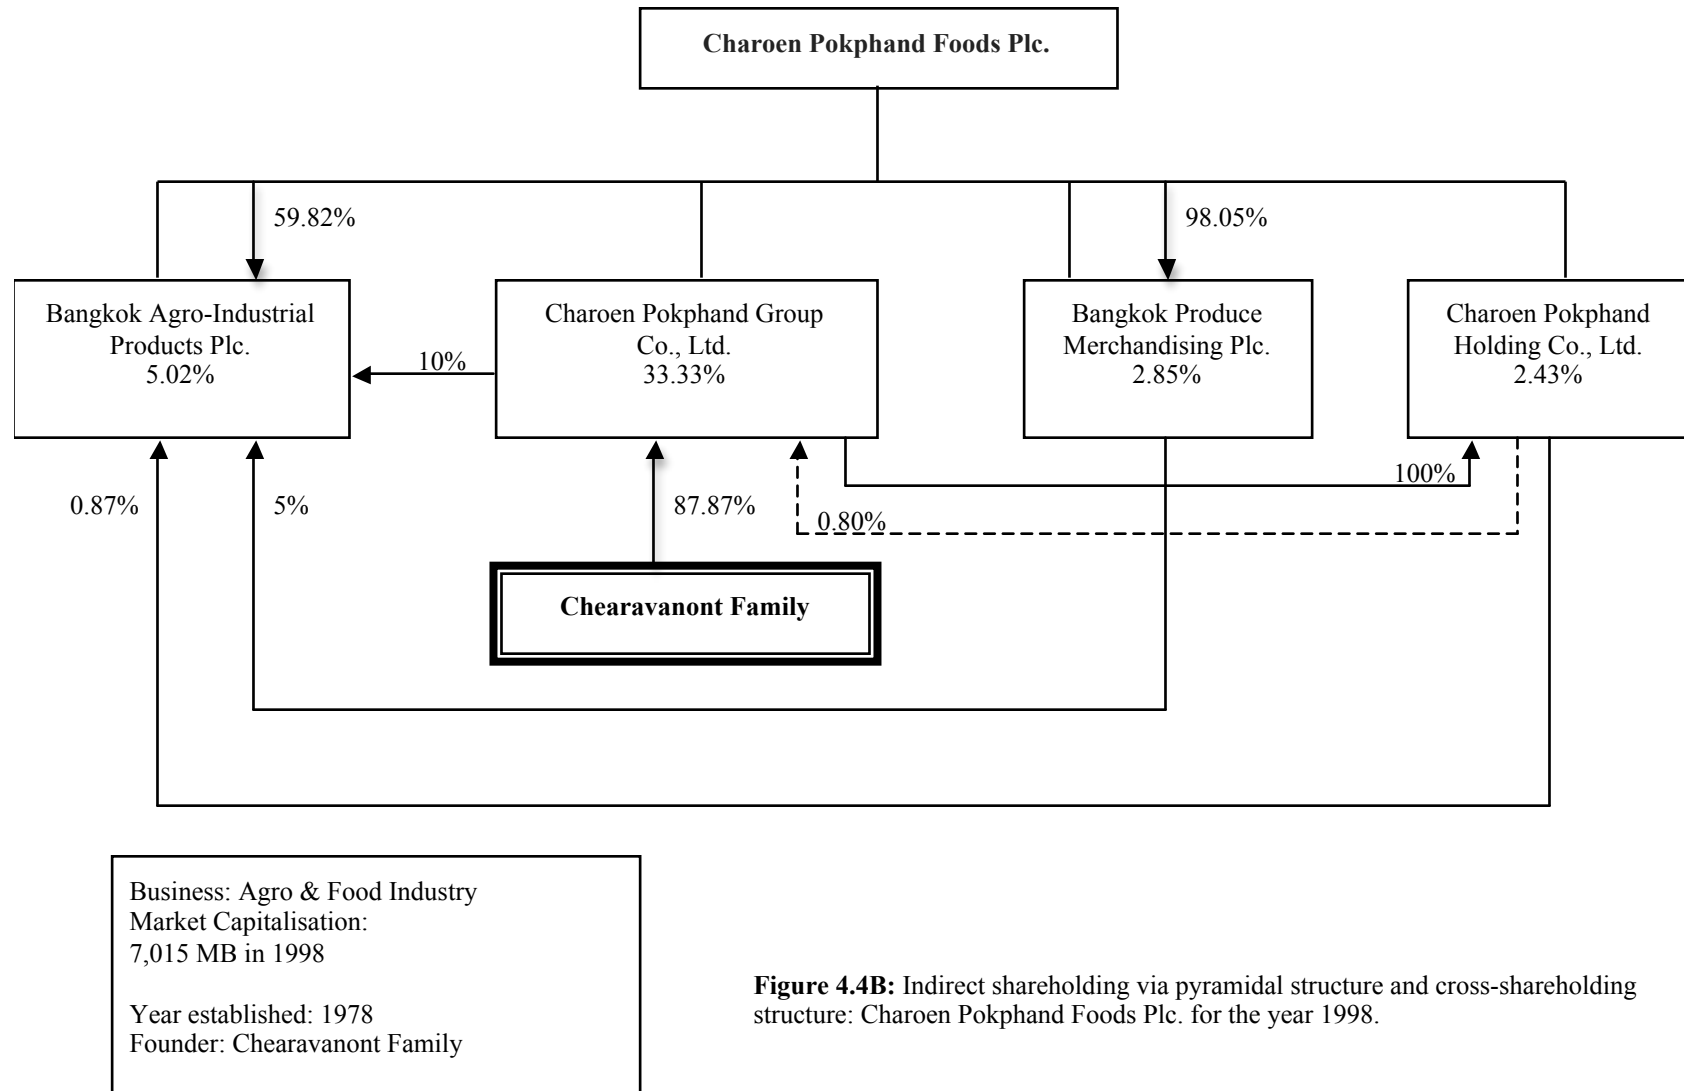 Charoen Pokphand Foods Plc.
59.82%
98.05%
Bangkok Agro-Industrial
Products Plc.
5.02%
10%
Charoen Pokphand Group
Co., Ltd.
33.33%
Bangkok Produce
Merchandising Plc.
2.85%
Charoen Pokphand
Holding Co., Ltd.
2.43%
0.87%
5%
87.87%
0.80%
100%
Chearavanont Family
Business: Agro & Food Industry
Market Capitalisation:
7,015 MB in 1998
Year established: 1978
Founder: Chearavanont Family
Figure 4.4B: Indirect shareholding via pyramidal structure and cross-shareholding
structure: Charoen Pokphand Foods Plc. for the year 1998.